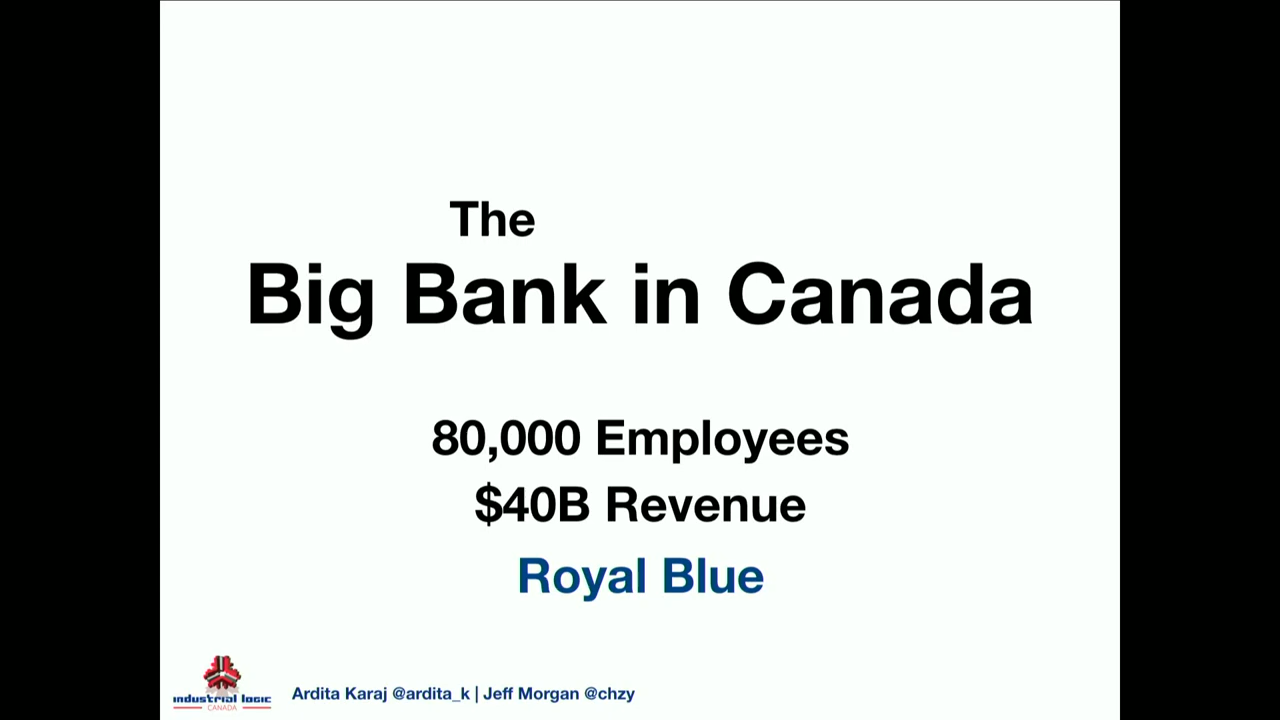 The
Big Bank in Canada
80,000 Employees
$40B Revenue
Royal Blue
industrial logic
CANADA
Ardita Karaj @ardita_k | Jeff Morgan @chzy